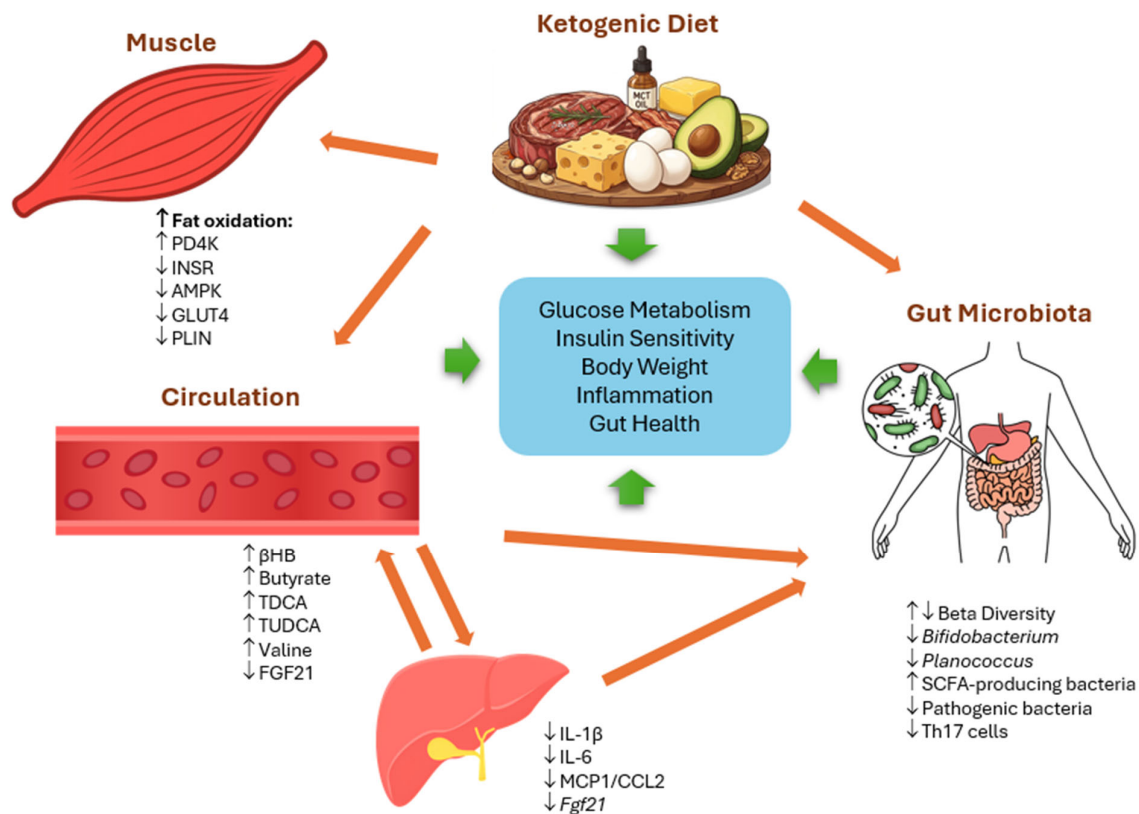 Ketogenic Diet
MCT
OIL
Muscle
↑ Fat oxidation:
↑ PD4K
↓ INSR
↓ AMPK
↓ GLUT4
↓ PLIN
Glucose Metabolism
Insulin Sensitivity
Body Weight
Inflammation
Gut Health
Gut Microbiota
Circulation
↑ βHB
↑ Butyrate
↑ TDCA
↑ TUDCA
↑ Valine
↓ FGF21
↓ IL-1β
↓ IL-6
↓ MCP1/CCL2
↓ Fgf21
↑ ↓ Beta Diversity
↓ Bifidobacterium
↓ Planococcus
↑ SCFA-producing bacteria
↓ Pathogenic bacteria
↓ Th17 cells